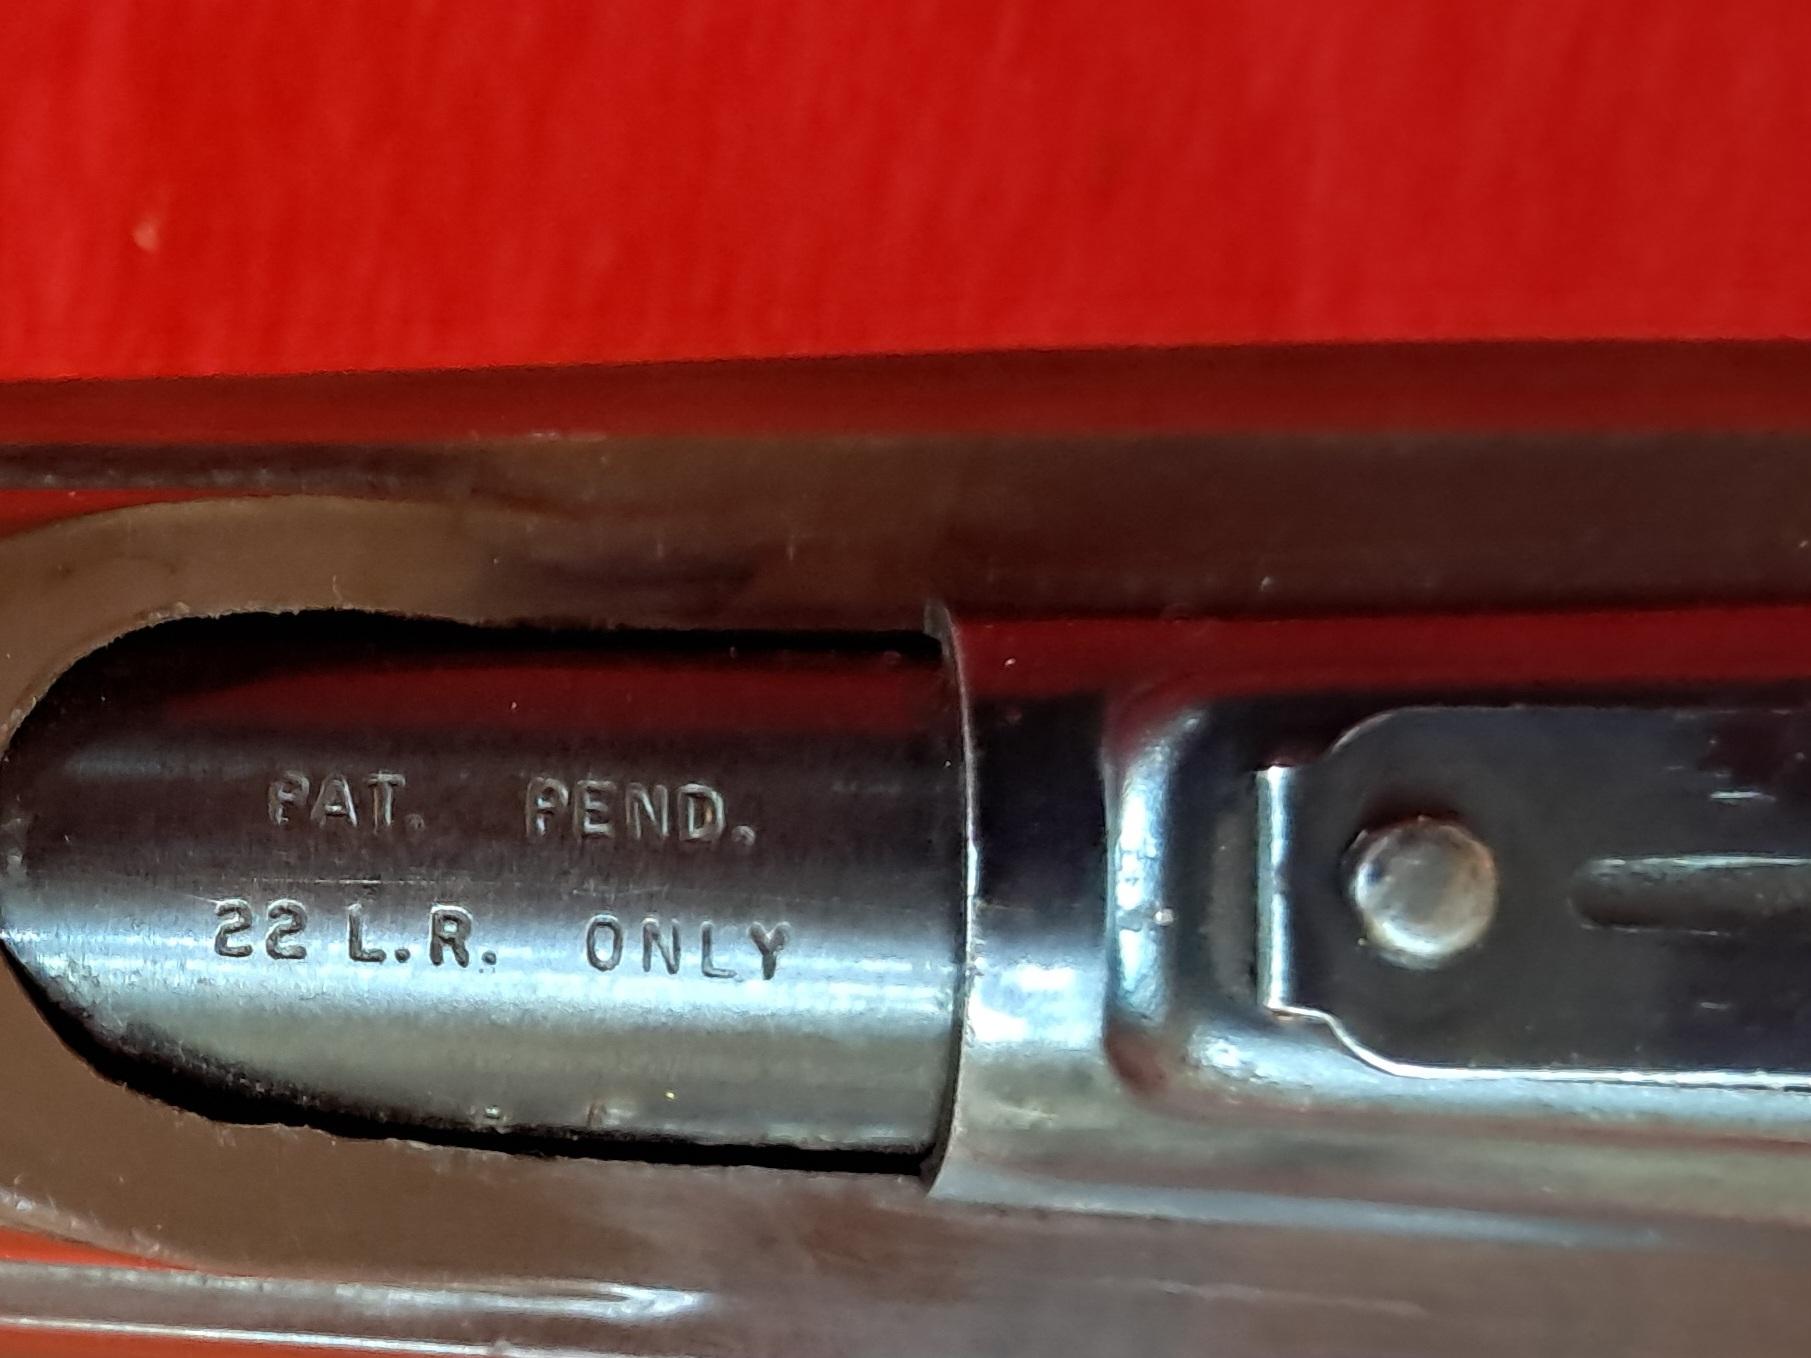 PAT. PEND.
22 L.R. ONLY